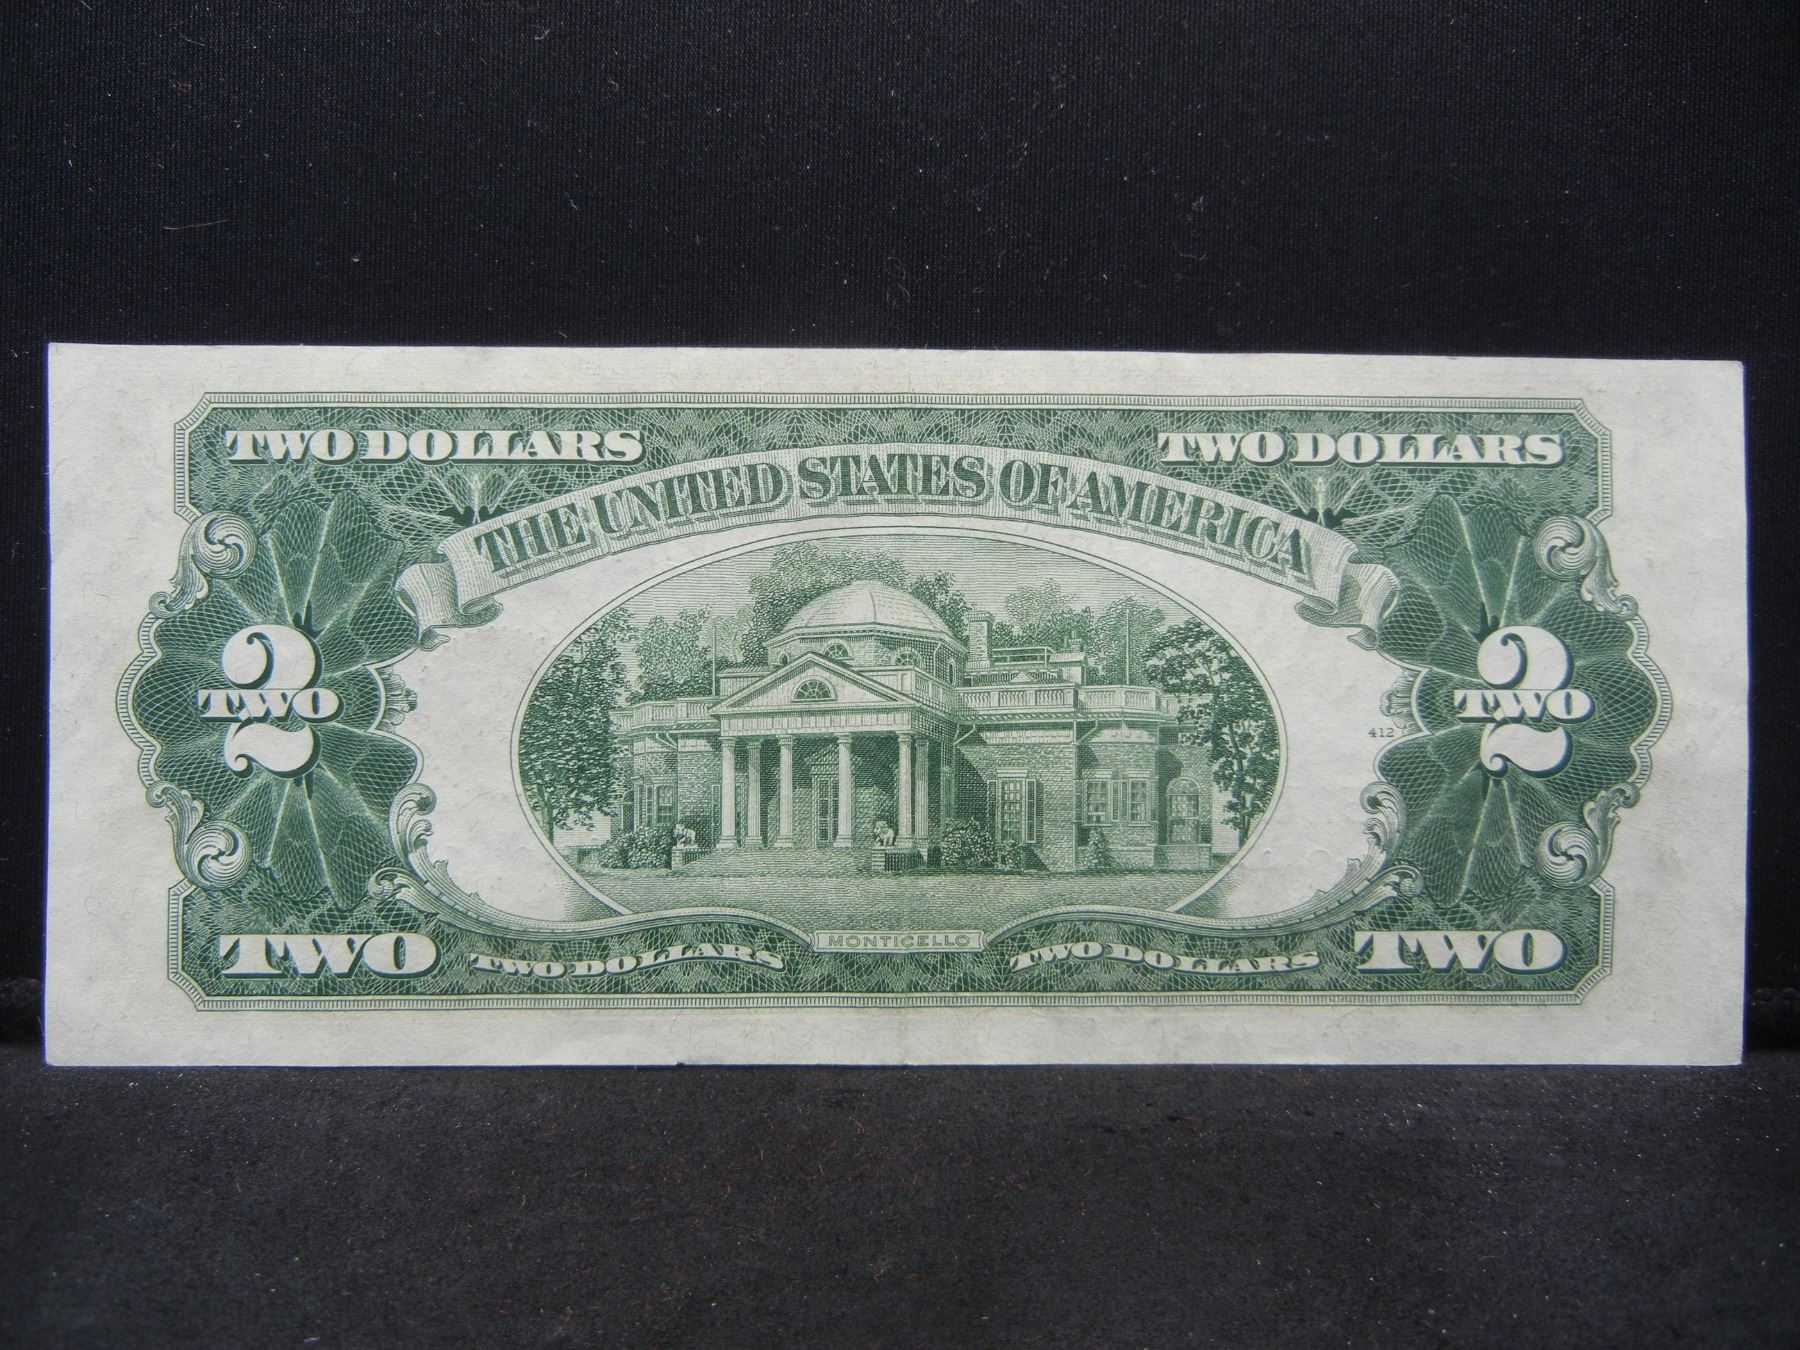 TWO DOLLARS TWO DOLLARS
THE UNITED STATES OF AMERICA
2 2
TWO TWO
412
MONTICELLO
TWO TWO DOLLARS TWO DOLLARS TWO